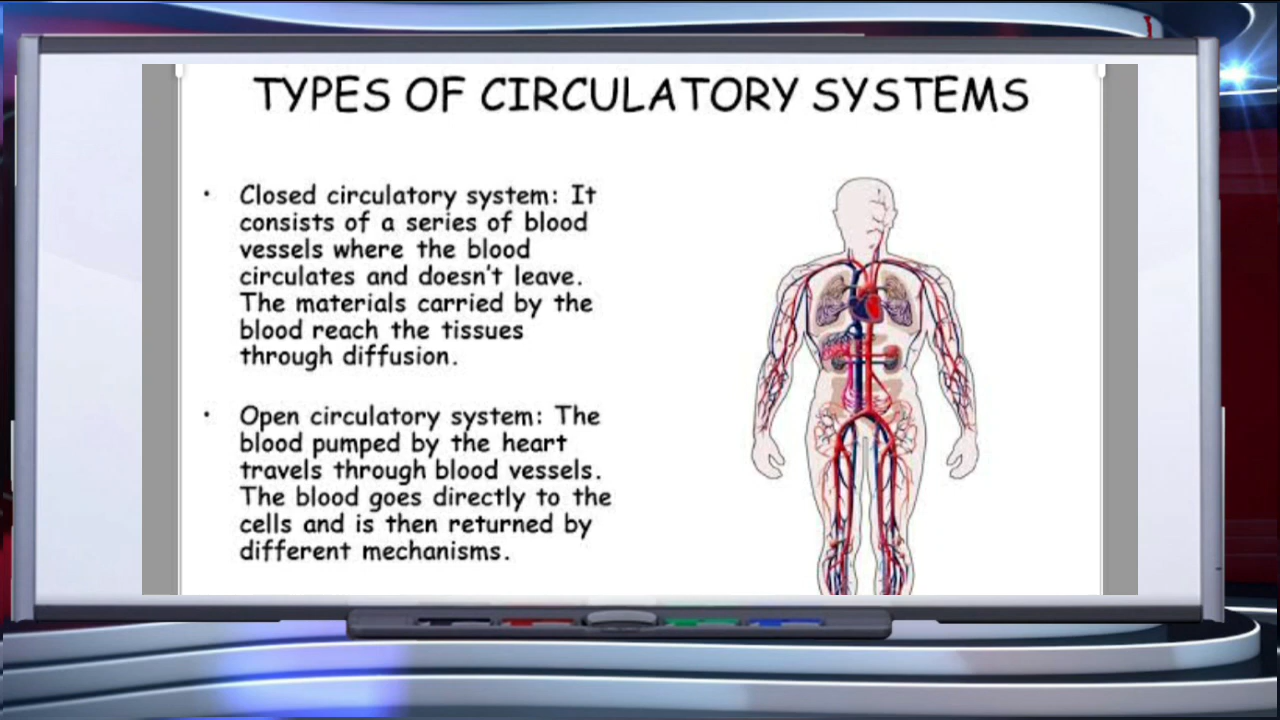 TYPES OF CIRCULATORY SYSTEMS
• Closed circulatory system: It
consists of a series of blood
vessels where the blood
circulates and doesn't leave.
The materials carried by the
blood reach the tissues
through diffusion.
• Open circulatory system: The
blood pumped by the heart
travels through blood vessels.
The blood goes directly to the
cells and is then returned by
different mechanisms.